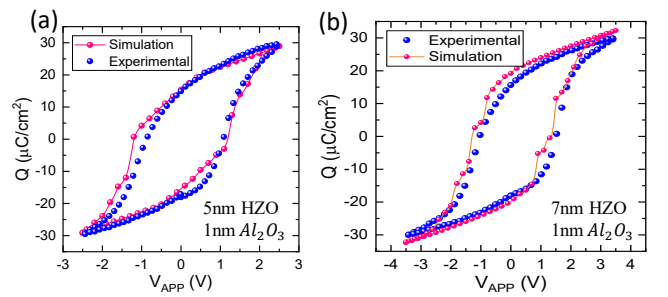 (a)
Simulation
Experimental
5nm HZO
1nm Al₂O₃
30
20
10
0
-10
-20
-30
Q (μC/cm²)
-3 -2 -1 0 1 2 3
V_APP (V)
(b)
Experimental
Simulation
7nm HZO
1nm Al₂O₃
30
20
10
0
-10
-20
-30
Q (μC/cm²)
-4 -3 -2 -1 0 1 2 3 4
V_APP (V)